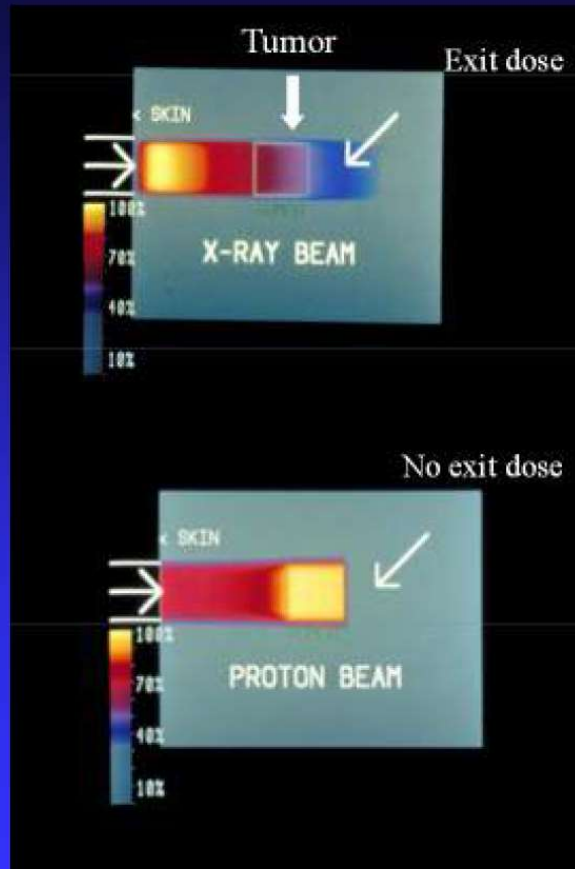 Tumor
Exit dose
< SKIN
100%
X-RAY BEAM
70%
40%
10%
No exit dose
< SKIN
100%
PROTON BEAM
70%
40%
10%